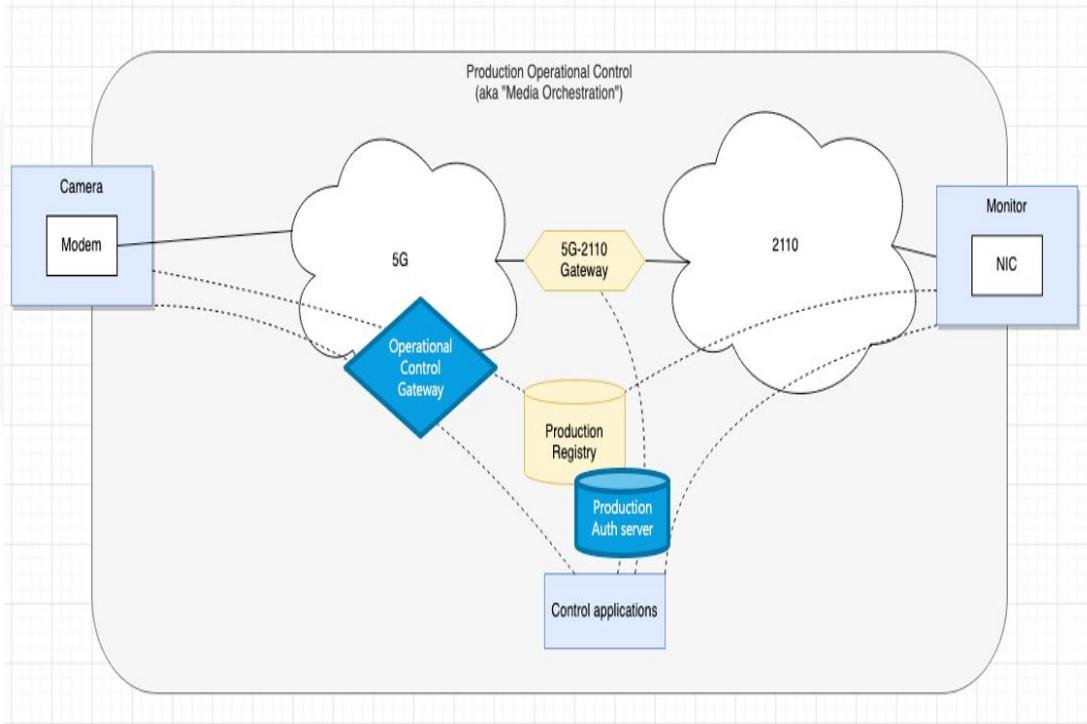 Production Operational Control
(aka "Media Orchestration")
Camera
Modem
5G
5G-2110
Gateway
2110
Monitor
NIC
Operational
Control
Gateway
Production
Registry
Production
Auth server
Control applications